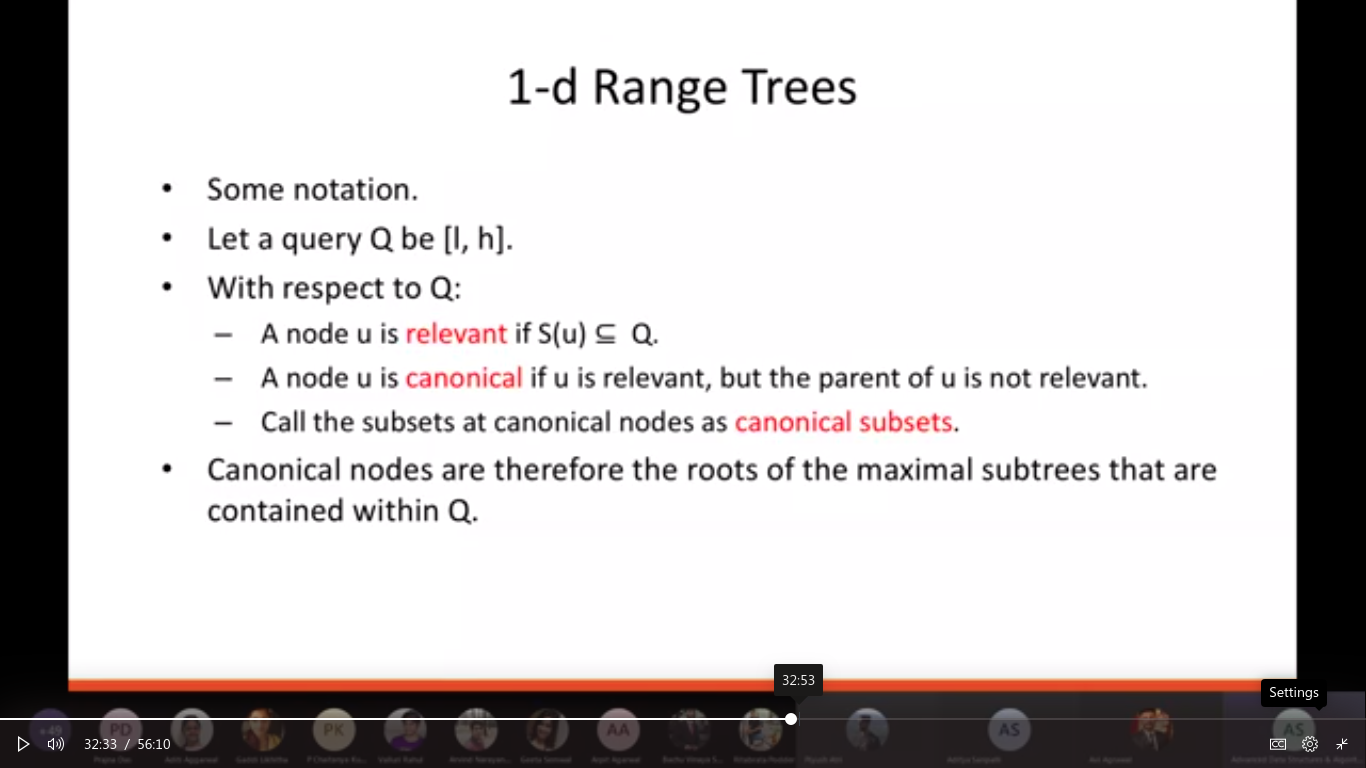 1-d Range Trees
• Some notation.
• Let a query Q be [l, h].
• With respect to Q:
– A node u is relevant if S(u) ⊆ Q.
– A node u is canonical if u is relevant, but the parent of u is not relevant.
– Call the subsets at canonical nodes as canonical subsets.
• Canonical nodes are therefore the roots of the maximal subtrees that are
contained within Q.
32:53
Settings
+49 PD PK AA AS AS
32:33 / 56:10
CC